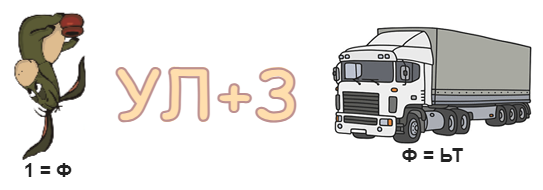 УЛ+З
1 = Ф
Ф = ЬТ